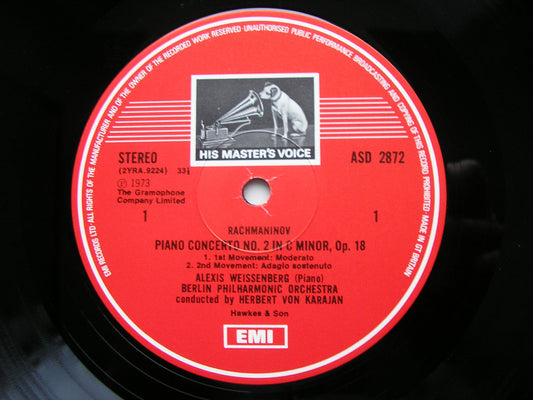 EMI RECORDS LTD ALL RIGHTS OF THE MANUFACTURER AND OF THE OWNER OF THE RECORDED WORK RESERVED·UNAUTHORISED PUBLIC PERFORMANCE BROADCASTING AND COPYING OF THIS RECORD PROHIBITED MADE IN GT BRITAIN
HIS MASTER'S VOICE
STEREO ASD 2872
(2YRA.9224) 33⅓
Ⓟ 1973
The Gramophone
Company Limited
1 1
RACHMANINOV
PIANO CONCERTO NO. 2 IN C MINOR, Op. 18
1. 1st Movement: Moderato
2. 2nd Movement: Adagio sostenuto
ALEXIS WEISSENBERG (Piano)
BERLIN PHILHARMONIC ORCHESTRA
conducted by HERBERT VON KARAJAN
Hawkes & Son
EMI